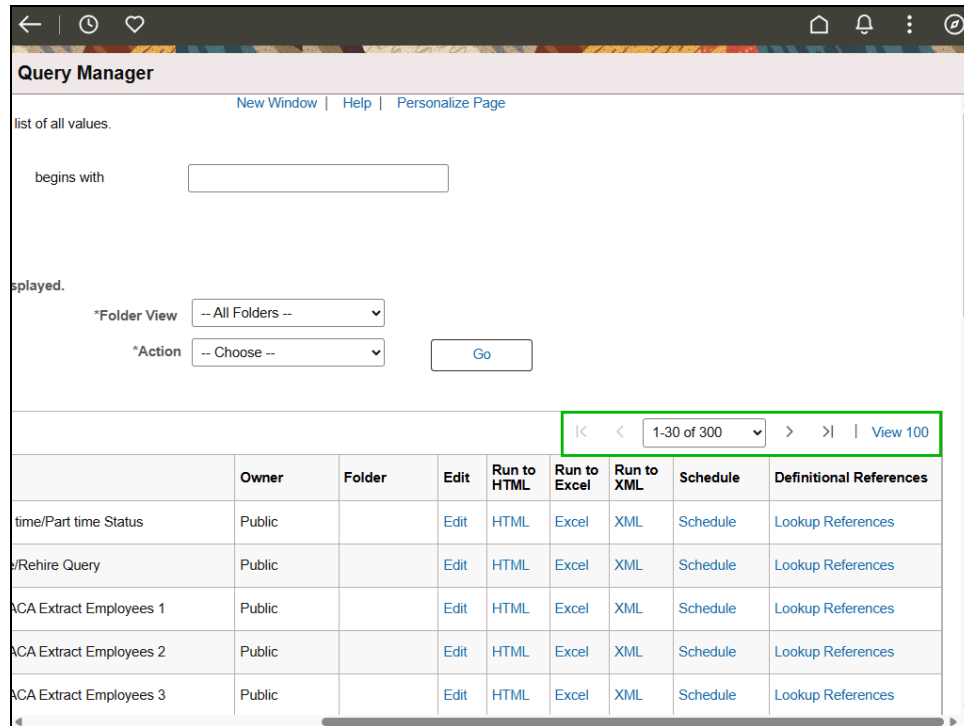 Query Manager
New Window | Help | Personalize Page
list of all values.
begins with
splayed.
*Folder View -- All Folders --
*Action -- Choose -- Go
1-30 of 300 | View 100
Owner Folder Edit Run to HTML Run to Excel Run to XML Schedule Definitional References
time/Part time Status Public Edit HTML Excel XML Schedule Lookup References
e/Rehire Query Public Edit HTML Excel XML Schedule Lookup References
ACA Extract Employees 1 Public Edit HTML Excel XML Schedule Lookup References
ACA Extract Employees 2 Public Edit HTML Excel XML Schedule Lookup References
ACA Extract Employees 3 Public Edit HTML Excel XML Schedule Lookup References